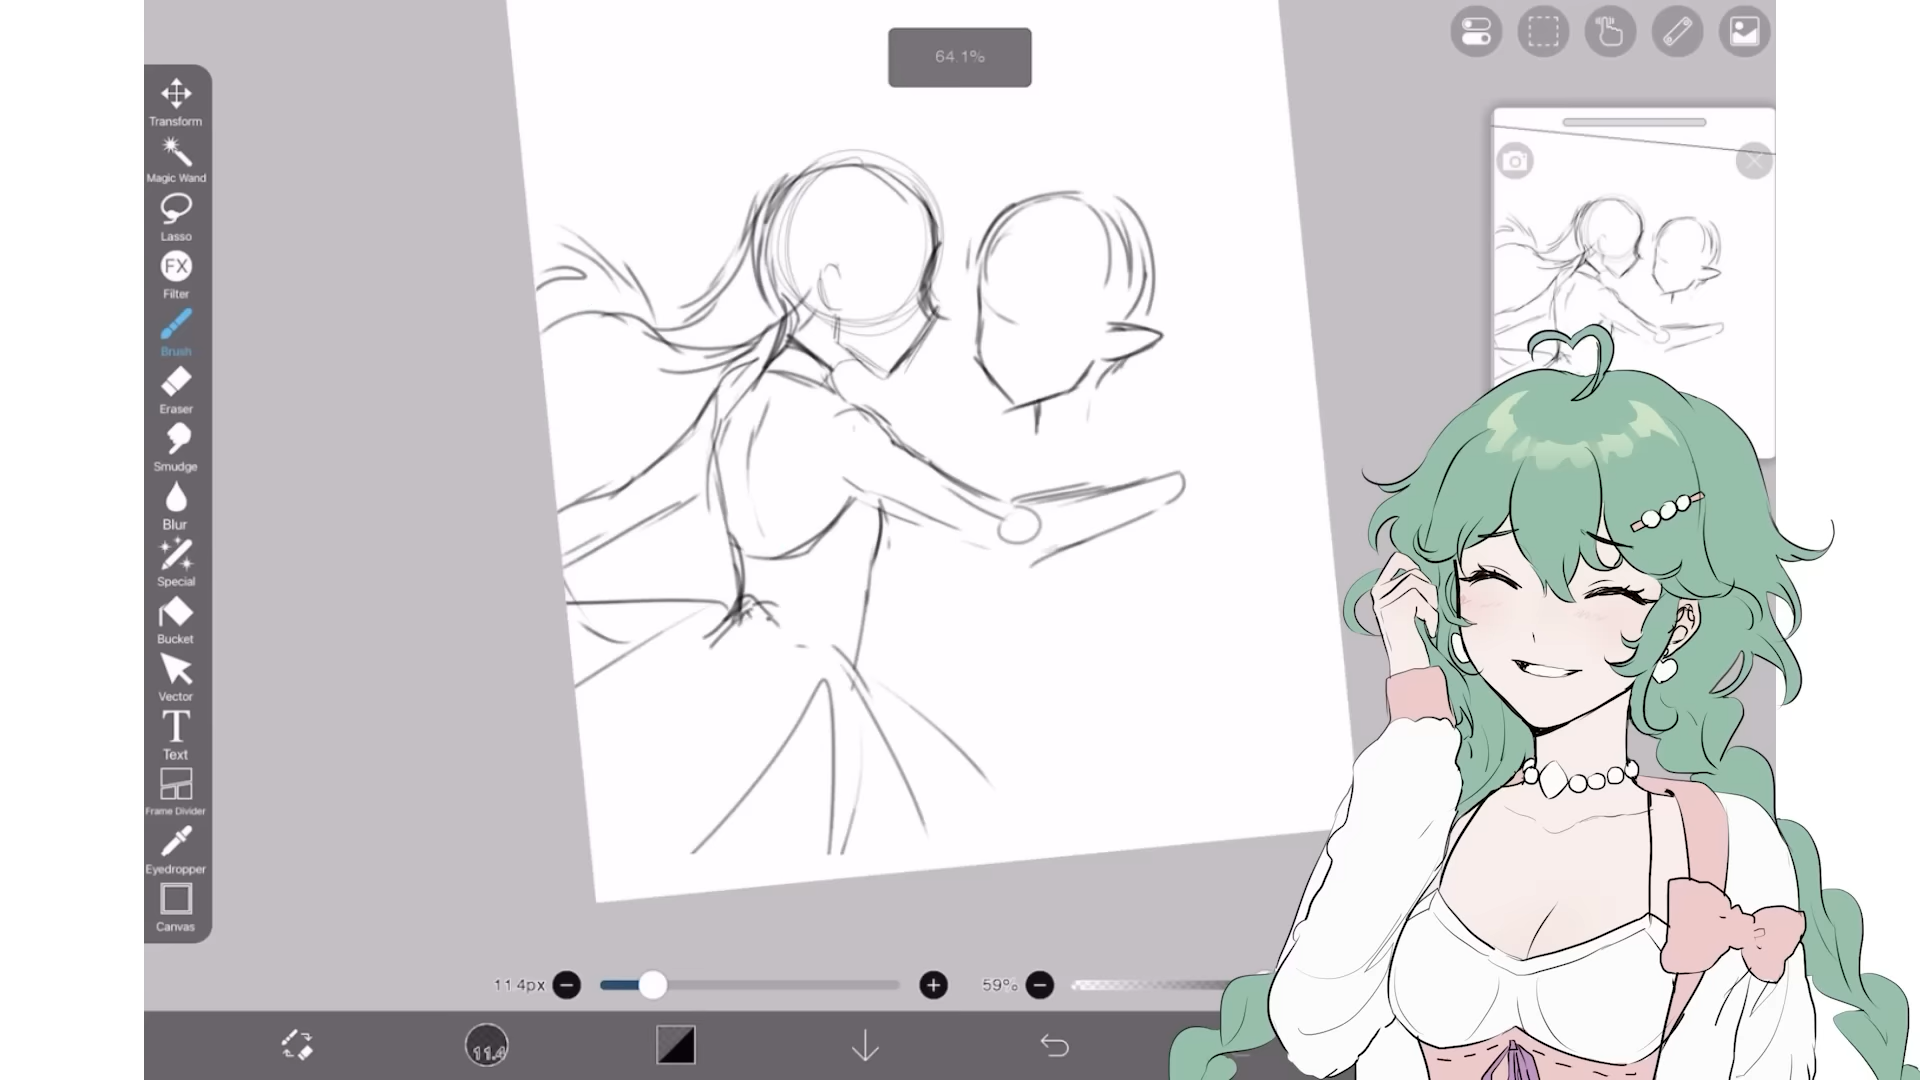 64.1%
Transform
Magic Wand
Lasso
FX
Filter
Brush
Eraser
Smudge
Blur
Special
Bucket
Vector
T
Text
Frame Divider
Eyedropper
Canvas
11.4px
59%
11.4